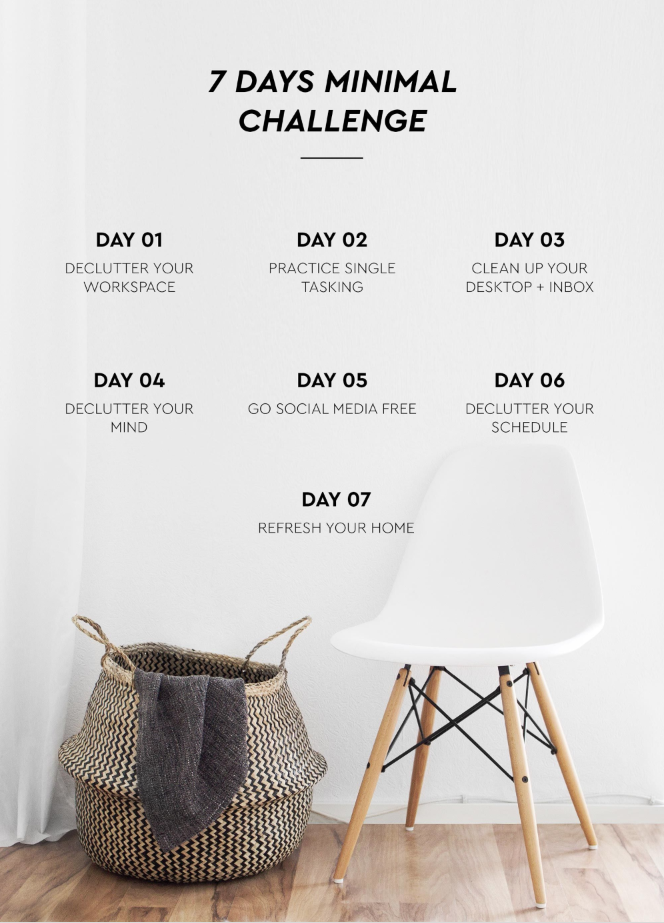 7 DAYS MINIMAL
CHALLENGE
DAY 01
DECLUTTER YOUR
WORKSPACE
DAY 02
PRACTICE SINGLE
TASKING
DAY 03
CLEAN UP YOUR
DESKTOP + INBOX
DAY 04
DECLUTTER YOUR
MIND
DAY 05
GO SOCIAL MEDIA FREE
DAY 06
DECLUTTER YOUR
SCHEDULE
DAY 07
REFRESH YOUR HOME